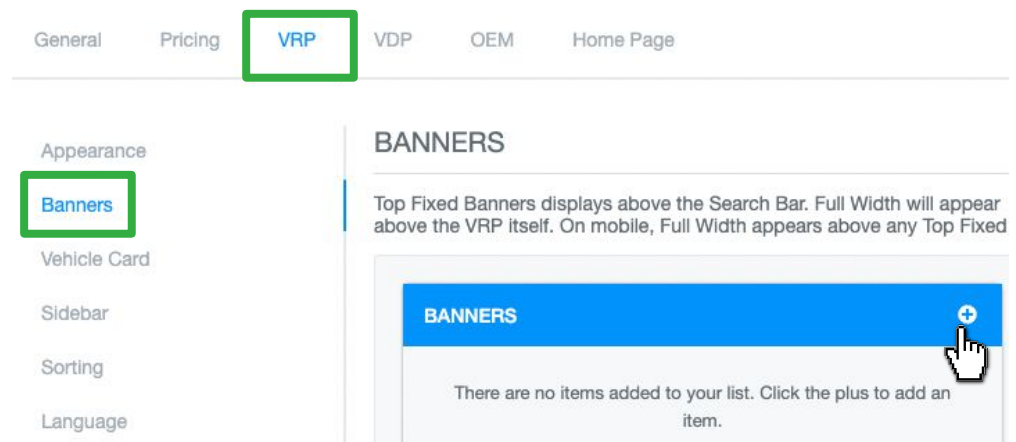 General Pricing VRP VDP OEM Home Page
Appearance
Banners
Vehicle Card
Sidebar
Sorting
Language
BANNERS
Top Fixed Banners displays above the Search Bar. Full Width will appear
above the VRP itself. On mobile, Full Width appears above any Top Fixed
BANNERS
There are no items added to your list. Click the plus to add an
item.